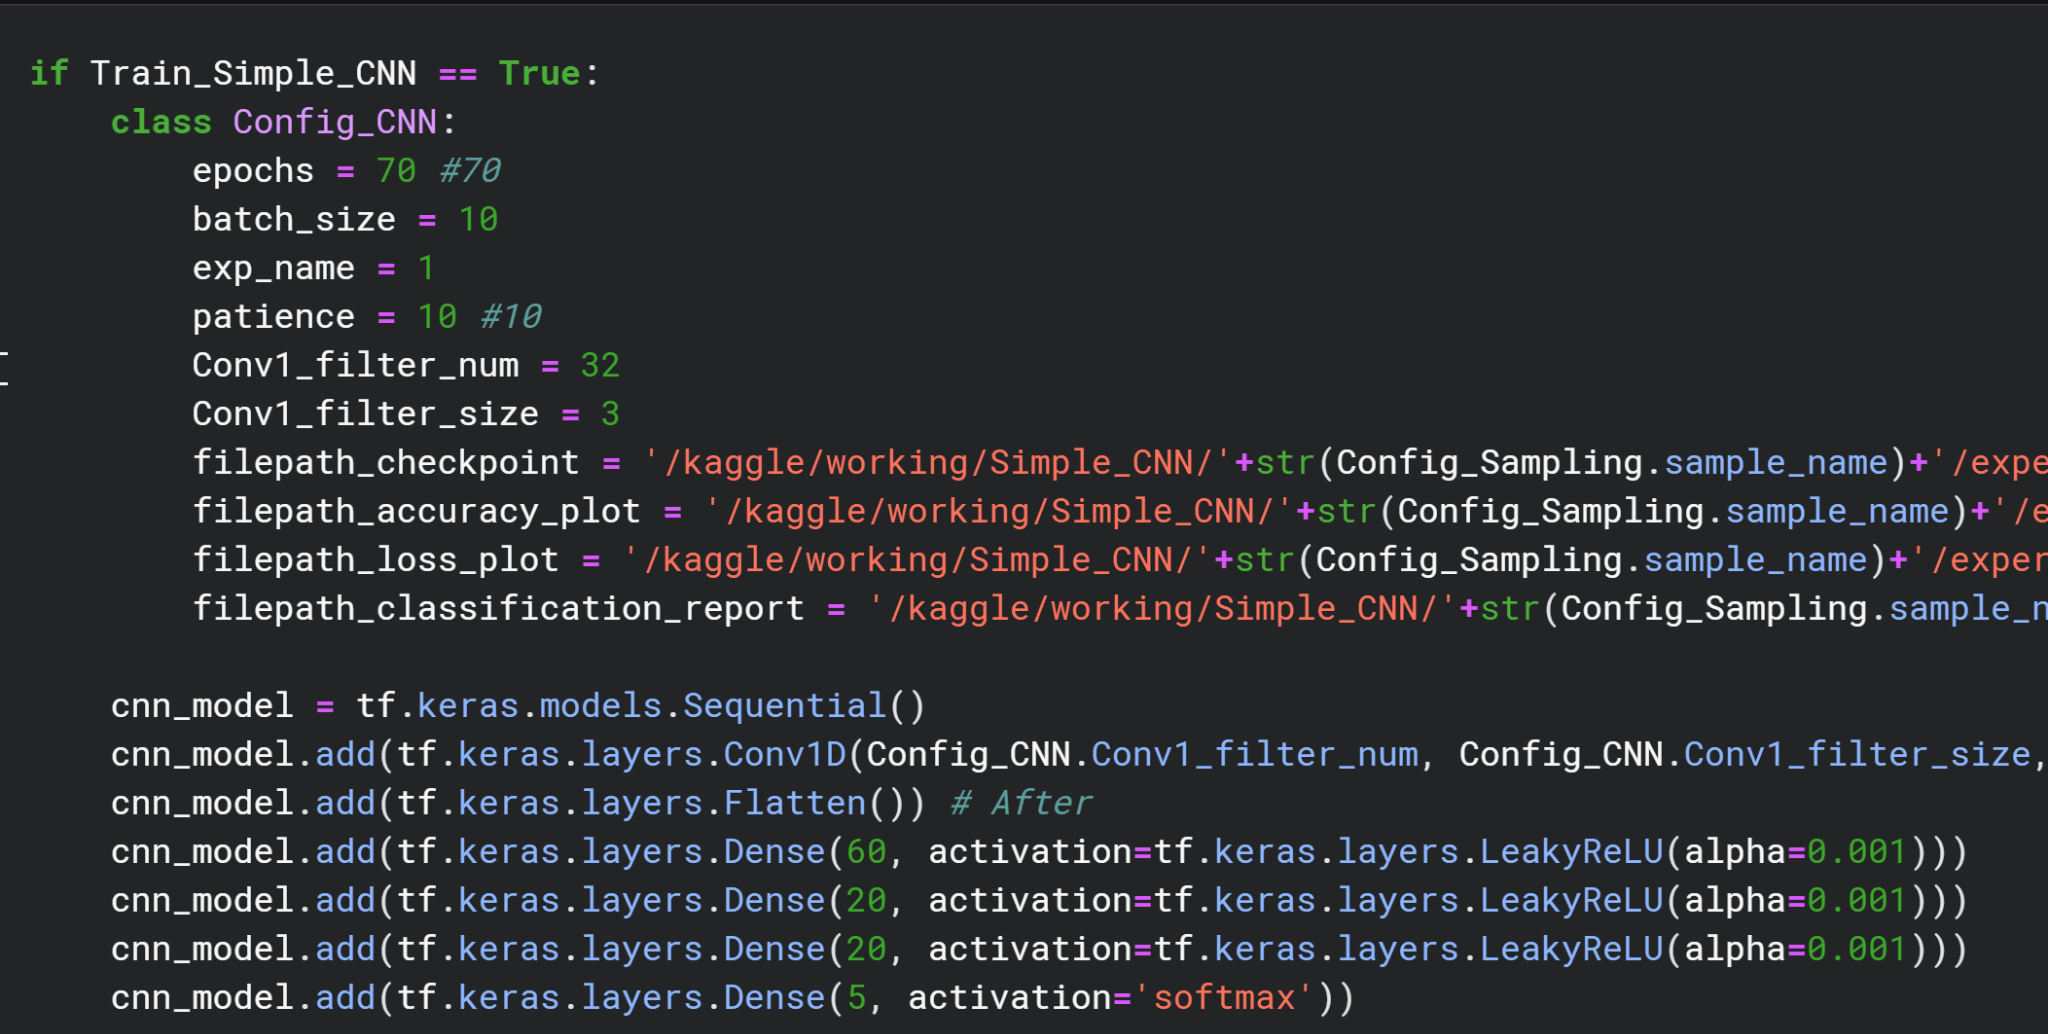 if Train_Simple_CNN == True:
    class Config_CNN:
        epochs = 70 #70
        batch_size = 10
        exp_name = 1
        patience = 10 #10
        Conv1_filter_num = 32
        Conv1_filter_size = 3
        filepath_checkpoint = '/kaggle/working/Simple_CNN/'+str(Config_Sampling.sample_name)+'/expe
        filepath_accuracy_plot = '/kaggle/working/Simple_CNN/'+str(Config_Sampling.sample_name)+'/e
        filepath_loss_plot = '/kaggle/working/Simple_CNN/'+str(Config_Sampling.sample_name)+'/exper
        filepath_classification_report = '/kaggle/working/Simple_CNN/'+str(Config_Sampling.sample_n

    cnn_model = tf.keras.models.Sequential()
    cnn_model.add(tf.keras.layers.Conv1D(Config_CNN.Conv1_filter_num, Config_CNN.Conv1_filter_size,
    cnn_model.add(tf.keras.layers.Flatten()) # After
    cnn_model.add(tf.keras.layers.Dense(60, activation=tf.keras.layers.LeakyReLU(alpha=0.001)))
    cnn_model.add(tf.keras.layers.Dense(20, activation=tf.keras.layers.LeakyReLU(alpha=0.001)))
    cnn_model.add(tf.keras.layers.Dense(20, activation=tf.keras.layers.LeakyReLU(alpha=0.001)))
    cnn_model.add(tf.keras.layers.Dense(5, activation='softmax'))